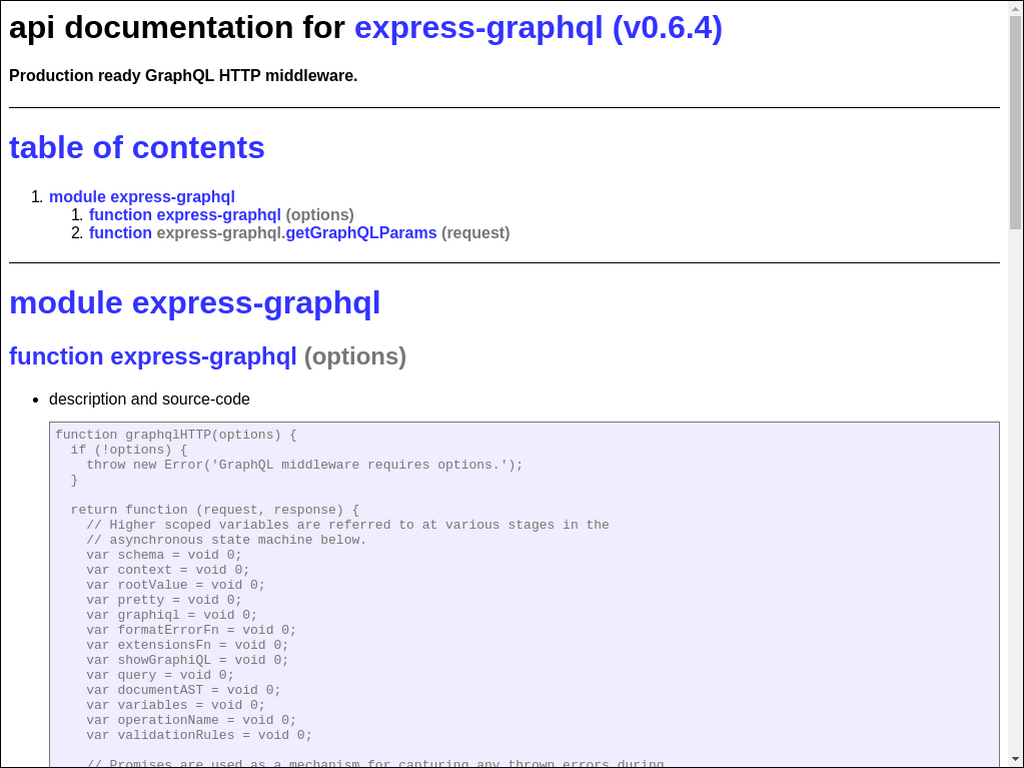 api documentation for express-graphql (v0.6.4)
Production ready GraphQL HTTP middleware.
table of contents
1. module express-graphql
1. function express-graphql (options)
2. function express-graphql.getGraphQLParams (request)
module express-graphql
function express-graphql (options)
• description and source-code
function graphqlHTTP(options) {
  if (!options) {
    throw new Error('GraphQL middleware requires options.');
  }
  return function (request, response) {
    // Higher scoped variables are referred to at various stages in the
    // asynchronous state machine below.
    var schema = void 0;
    var context = void 0;
    var rootValue = void 0;
    var pretty = void 0;
    var graphiql = void 0;
    var formatErrorFn = void 0;
    var extensionsFn = void 0;
    var showGraphiQL = void 0;
    var query = void 0;
    var documentAST = void 0;
    var variables = void 0;
    var operationName = void 0;
    var validationRules = void 0;
    // Promises are used as a mechanism for capturing any thrown errors during